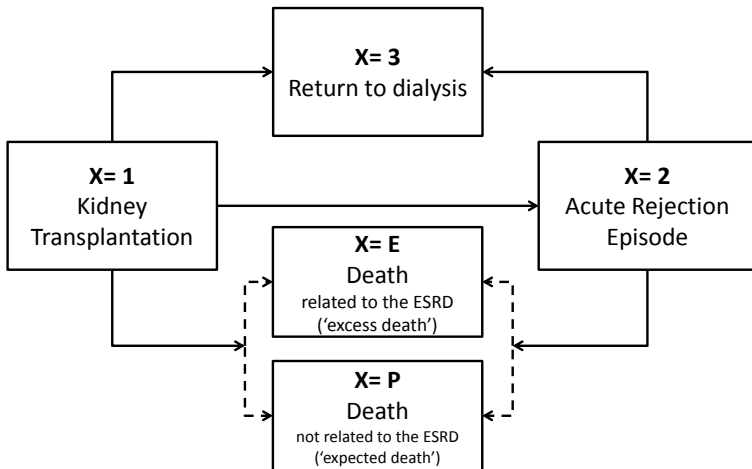 X= 3
Return to dialysis
X= 1
Kidney
Transplantation
X= 2
Acute Rejection
Episode
X= E
Death
related to the ESRD
(‘excess death’)
X= P
Death
not related to the ESRD
(‘expected death’)